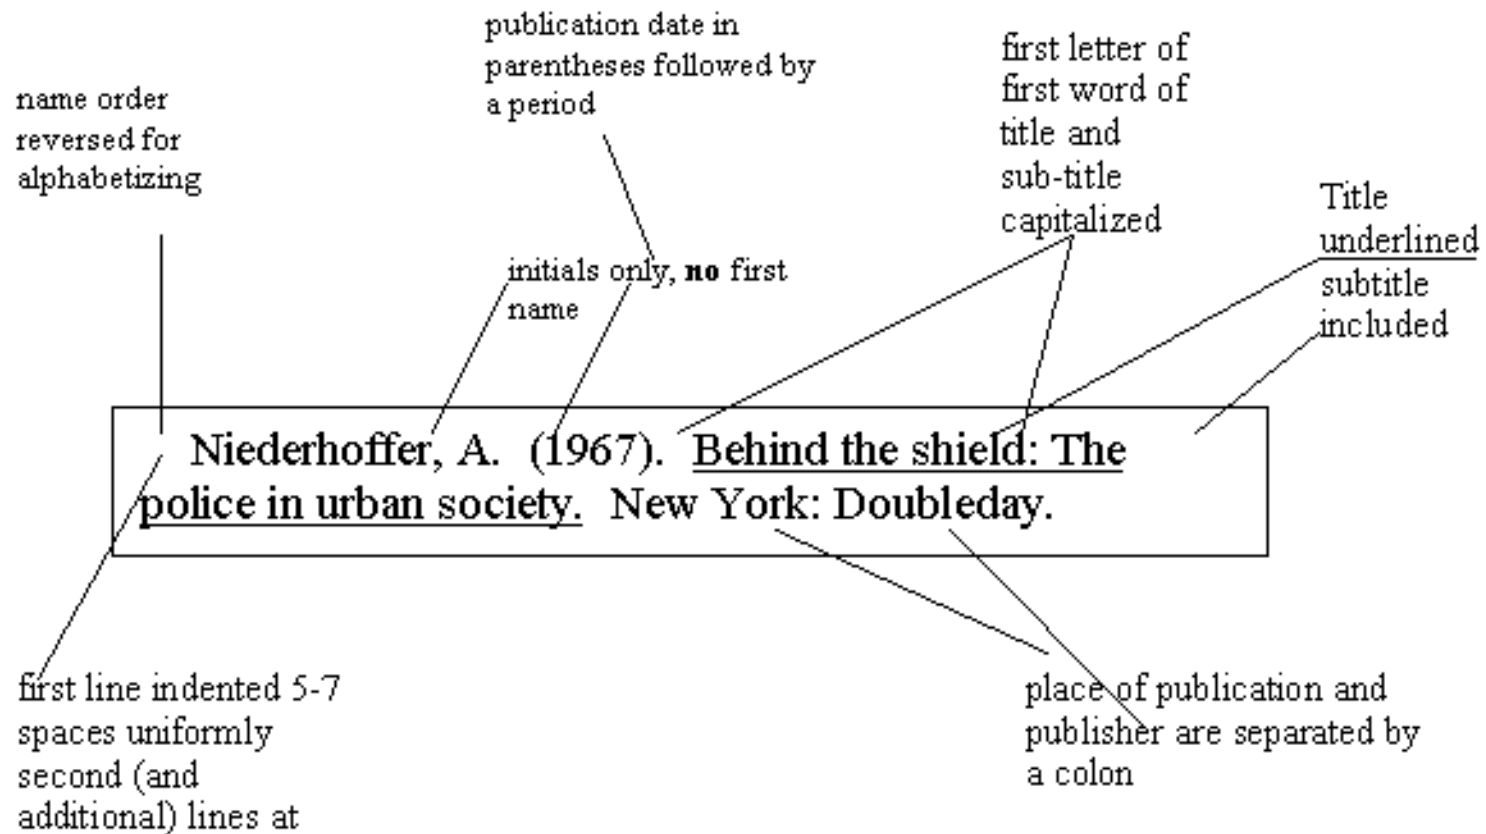 publication date in
parentheses followed by
a period
first letter of
first word of
title and
sub-title
capitalized
name order
reversed for
alphabetizing
Title
underlined
subtitle
included
initials only, no first
name
Niederhoffer, A. (1967). Behind the shield: The
police in urban society. New York: Doubleday.
first line indented 5-7
spaces uniformly
second (and
additional) lines at
place of publication and
publisher are separated by
a colon